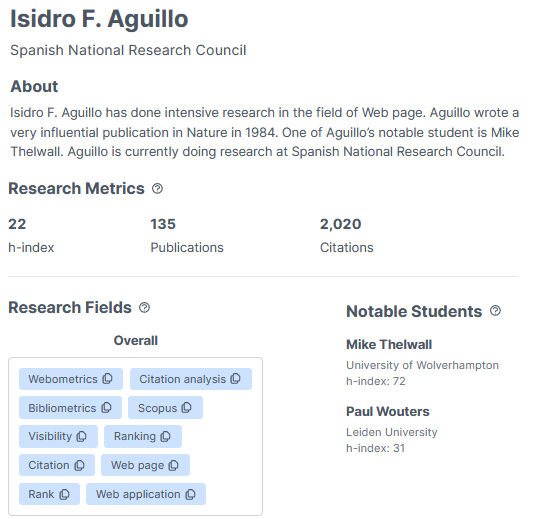 Isidro F. Aguillo
Spanish National Research Council
About
Isidro F. Aguillo has done intensive research in the field of Web page. Aguillo wrote a
very influential publication in Nature in 1984. One of Aguillo's notable student is Mike
Thelwall. Aguillo is currently doing research at Spanish National Research Council.
Research Metrics
22 135 2,020
h-index Publications Citations
Research Fields
Overall
Webometrics Citation analysis
Bibliometrics Scopus
Visibility Ranking
Citation Web page
Rank Web application
Notable Students
Mike Thelwall
University of Wolverhampton
h-index: 72
Paul Wouters
Leiden University
h-index: 31